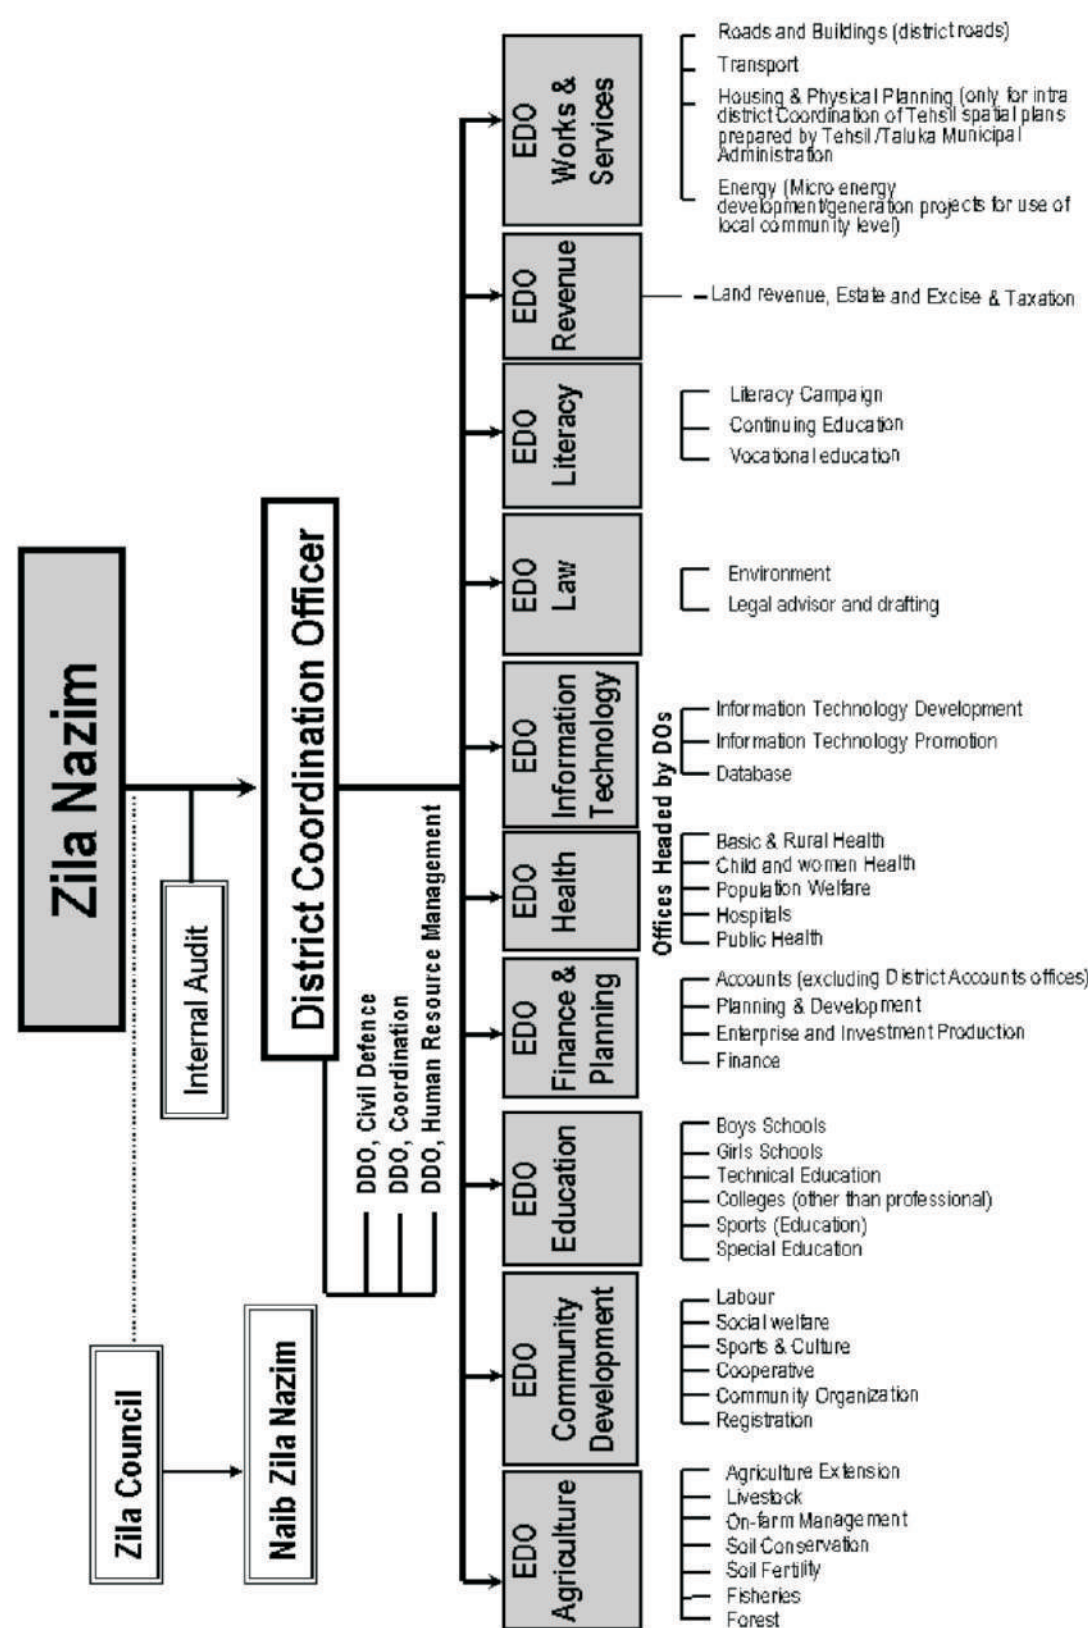 Zila Nazim
Zila Council
Internal Audit
Naib Zila Nazim
District Coordination Officer
DDO, Civil Defence
DDO, Coordination
DDO, Human Resource Management
EDO
Works &
Services
Roads and Buildings (district roads)
Transport
Housing & Physical Planning (only for intra
district Coordination of Tehsil spatial plans
prepared by Tehsil/Taluka Municipal
Administration
Energy (Micro energy
development/generation projects for use of
local community level)
EDO
Revenue
Land revenue, Estate and Excise & Taxation
EDO
Literacy
Literacy Campaign
Continuing Education
Vocational education
EDO
Law
Environment
Legal advisor and drafting
EDO
Information
Technology
Offices Headed by DOs
Information Technology Development
Information Technology Promotion
Database
EDO
Health
Basic & Rural Health
Child and women Health
Population Welfare
Hospitals
Public Health
EDO
Finance &
Planning
Accounts (excluding District Accounts offices)
Planning & Development
Enterprise and Investment Production
Finance
EDO
Education
Boys Schools
Girls Schools
Technical Education
Colleges (other than professional)
Sports (Education)
Special Education
EDO
Community
Development
Labour
Social welfare
Sports & Culture
Cooperative
Community Organization
Registration
EDO
Agriculture
Agriculture Extension
Livestock
On-farm Management
Soil Conservation
Soil Fertility
Fisheries
Forest